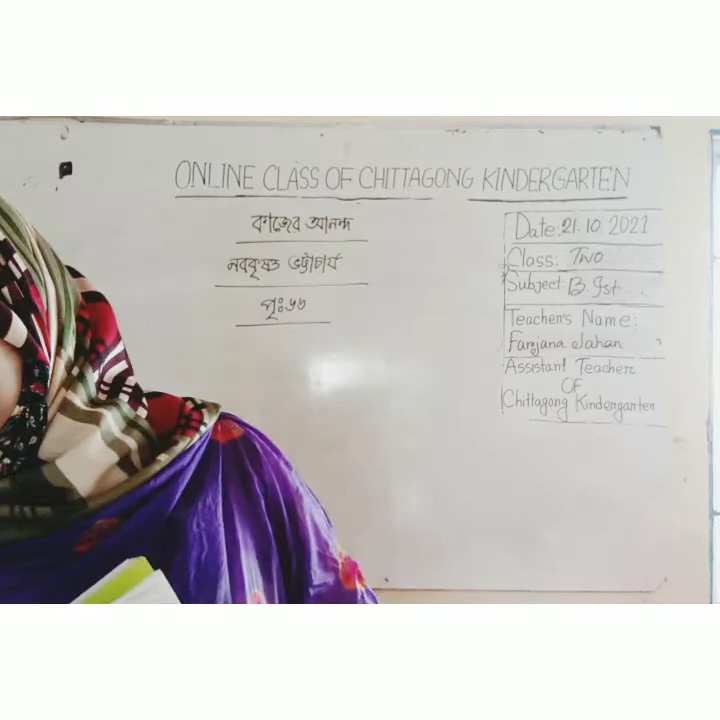 ONLINE CLASS OF CHITTAGONG KINDERGARTEN
কাজের আনন্দ
নবকৃষ্ণ ভট্টাচার্য
পৃঃ৬৬
Date: 21.10 2021
Class: Two
Subject: B.1st
Teacher's Name:
Farjana Jahan
Assistant Teacher
OF
Chittagong Kindergarten